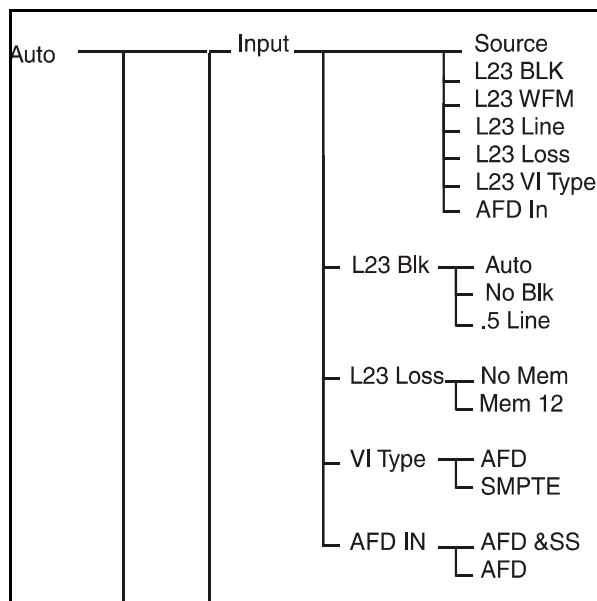 Auto Input Source
L23 BLK
L23 WFM
L23 Line
L23 Loss
L23 VI Type
AFD In
L23 Blk Auto
No Blk
.5 Line
L23 Loss No Mem
Mem 12
VI Type AFD
SMPTE
AFD IN AFD &SS
AFD